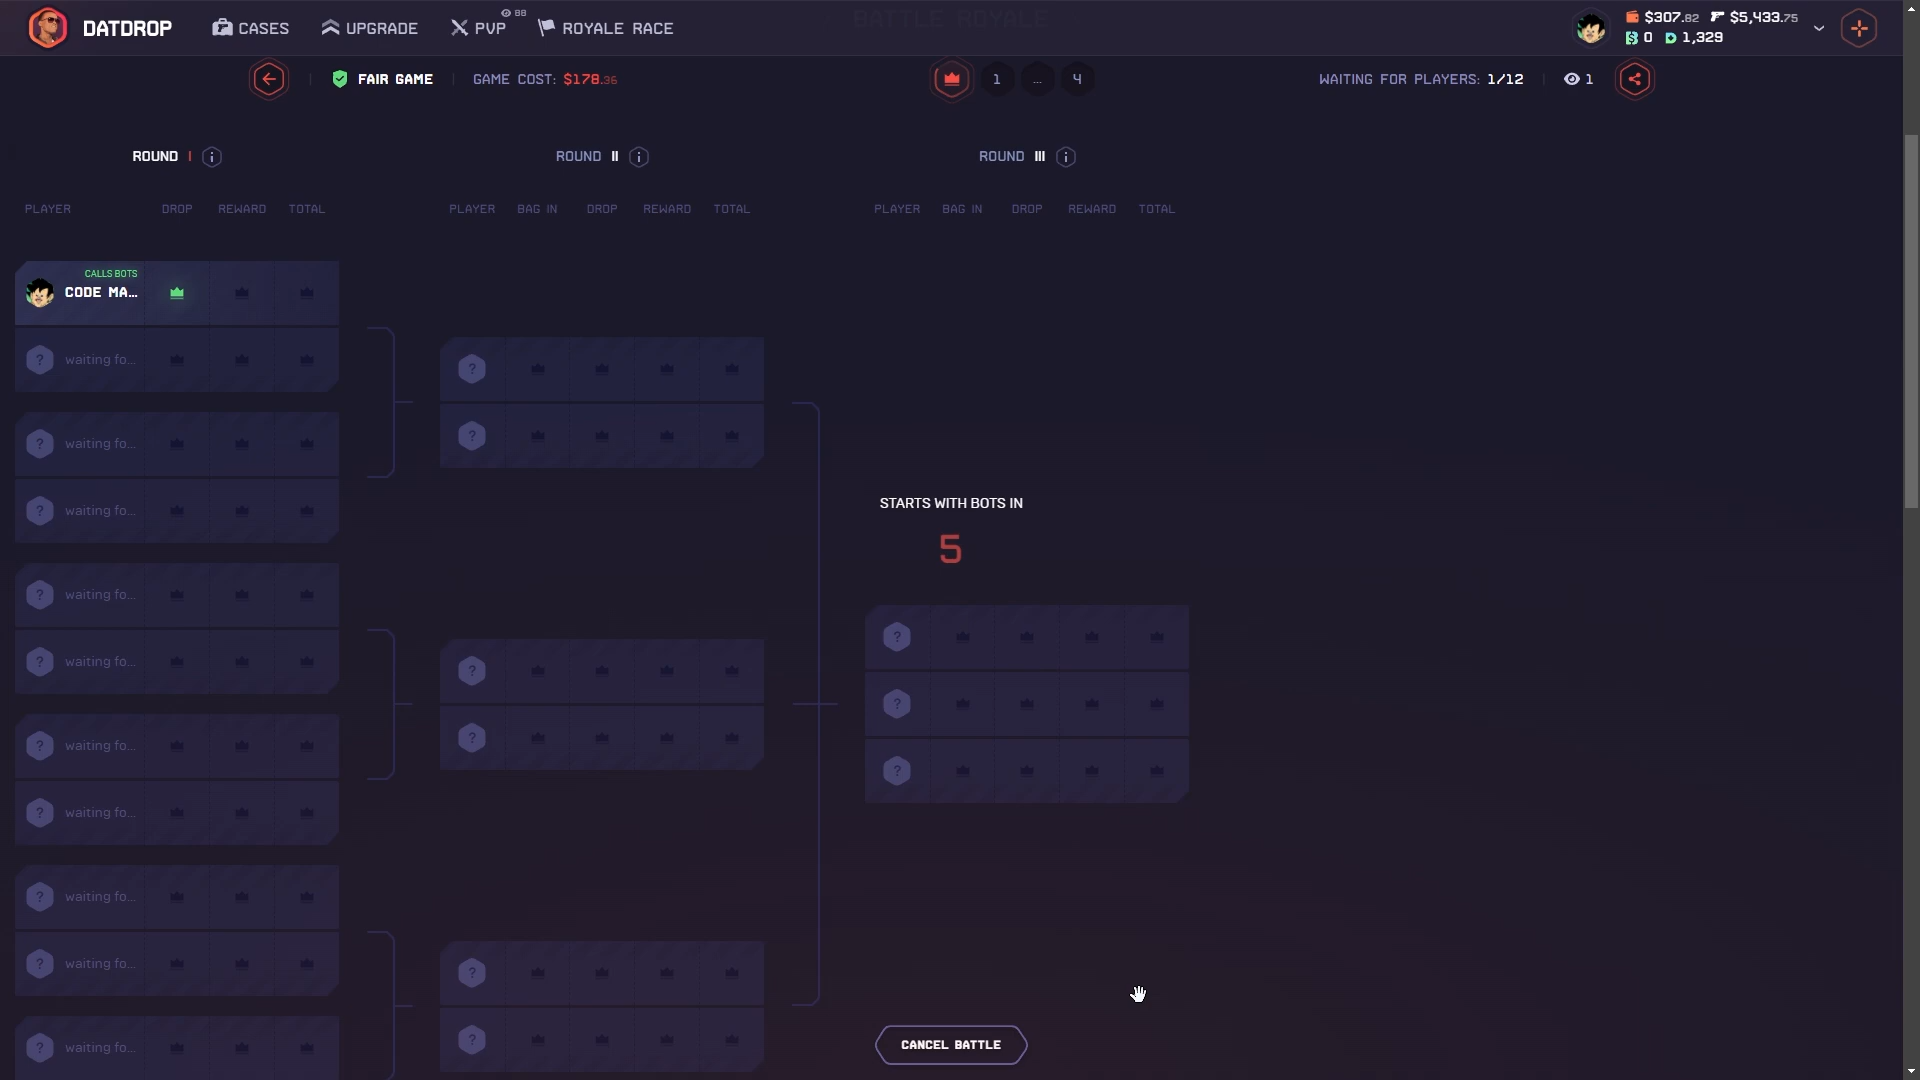 DATDROP
CASES
UPGRADE
PVP
88
ROYALE RACE
BATTLE ROYALE
$307.82
$5,433.75
0
1,329
FAIR GAME
GAME COST: $178.36
1
...
4
WAITING FOR PLAYERS: 1/12
1
ROUND I
ROUND II
ROUND III
PLAYER DROP REWARD TOTAL
PLAYER BAG IN DROP REWARD TOTAL
PLAYER BAG IN DROP REWARD TOTAL
CALLS BOTS
CODE MA...
? waiting fo...
? waiting fo...
? waiting fo...
? waiting fo...
? waiting fo...
? waiting fo...
? waiting fo...
? waiting fo...
? waiting fo...
? waiting fo...
?
?
?
?
?
?
STARTS WITH BOTS IN
5
?
?
?
CANCEL BATTLE